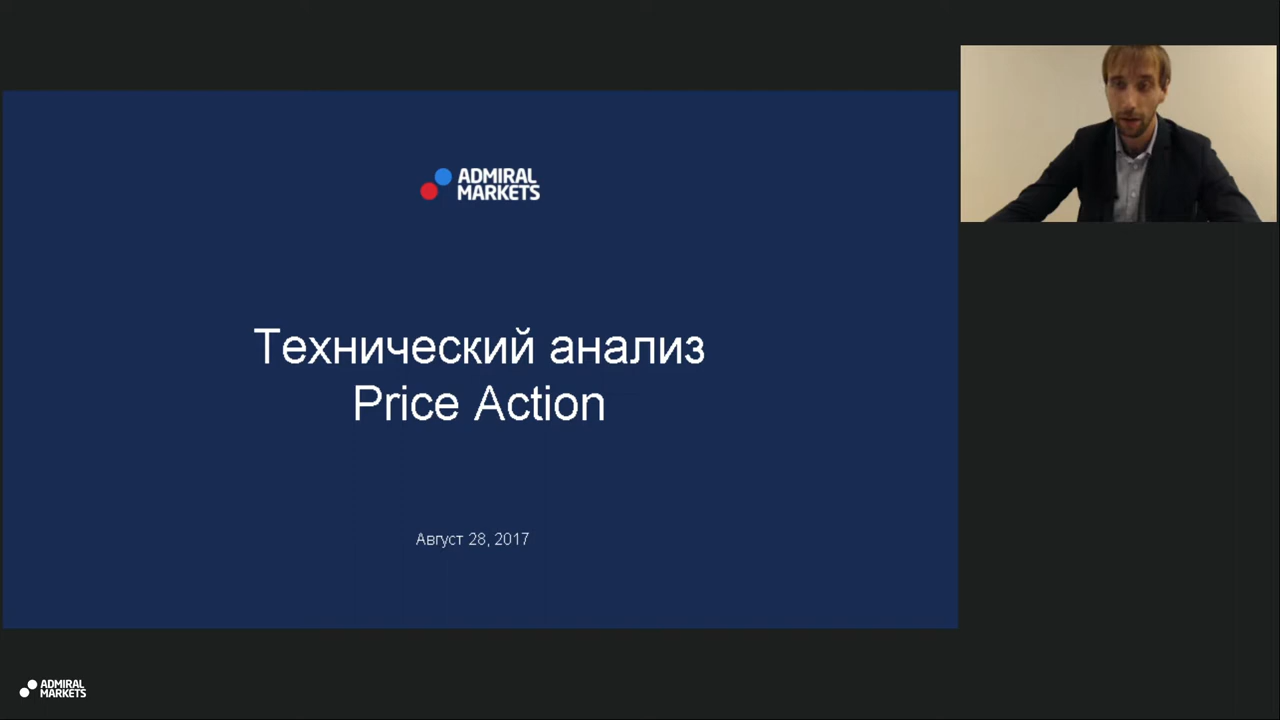 ADMIRAL
MARKETS
Технический анализ
Price Action
Август 28, 2017
ADMIRAL
MARKETS